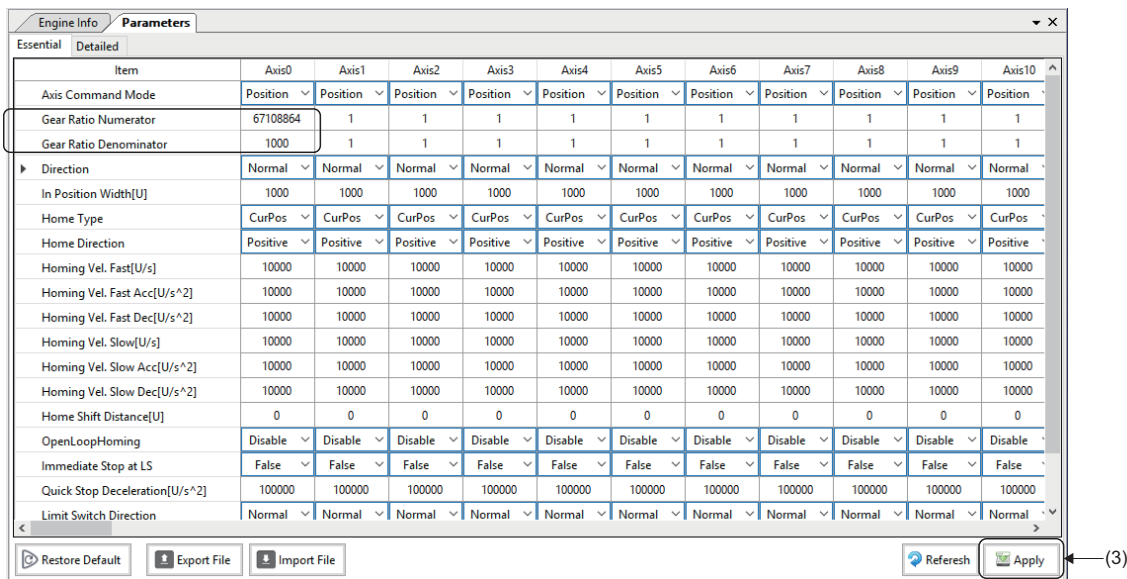 Engine Info Parameters
Essential Detailed
Item Axis0 Axis1 Axis2 Axis3 Axis4 Axis5 Axis6 Axis7 Axis8 Axis9 Axis10
Axis Command Mode Position Position Position Position Position Position Position Position Position Position Position
Gear Ratio Numerator 67108864 1 1 1 1 1 1 1 1 1 1
Gear Ratio Denominator 1000 1 1 1 1 1 1 1 1 1 1
Direction Normal Normal Normal Normal Normal Normal Normal Normal Normal Normal Normal
In Position Width[U] 1000 1000 1000 1000 1000 1000 1000 1000 1000 1000 1000
Home Type CurPos CurPos CurPos CurPos CurPos CurPos CurPos CurPos CurPos CurPos CurPos
Home Direction Positive Positive Positive Positive Positive Positive Positive Positive Positive Positive Positive
Homing Vel. Fast[U/s] 10000 10000 10000 10000 10000 10000 10000 10000 10000 10000 10000
Homing Vel. Fast Acc[U/s^2] 10000 10000 10000 10000 10000 10000 10000 10000 10000 10000 10000
Homing Vel. Fast Dec[U/s^2] 10000 10000 10000 10000 10000 10000 10000 10000 10000 10000 10000
Homing Vel. Slow[U/s] 10000 10000 10000 10000 10000 10000 10000 10000 10000 10000 10000
Homing Vel. Slow Acc[U/s^2] 10000 10000 10000 10000 10000 10000 10000 10000 10000 10000 10000
Homing Vel. Slow Dec[U/s^2] 10000 10000 10000 10000 10000 10000 10000 10000 10000 10000 10000
Home Shift Distance[U] 0 0 0 0 0 0 0 0 0 0 0
OpenLoopHoming Disable Disable Disable Disable Disable Disable Disable Disable Disable Disable Disable
Immediate Stop at LS False False False False False False False False False False False
Quick Stop Deceleration[U/s^2] 100000 100000 100000 100000 100000 100000 100000 100000 100000 100000 100000
Limit Switch Direction Normal Normal Normal Normal Normal Normal Normal Normal Normal Normal Normal
Restore Default Export File Import File Referesh Apply (3)